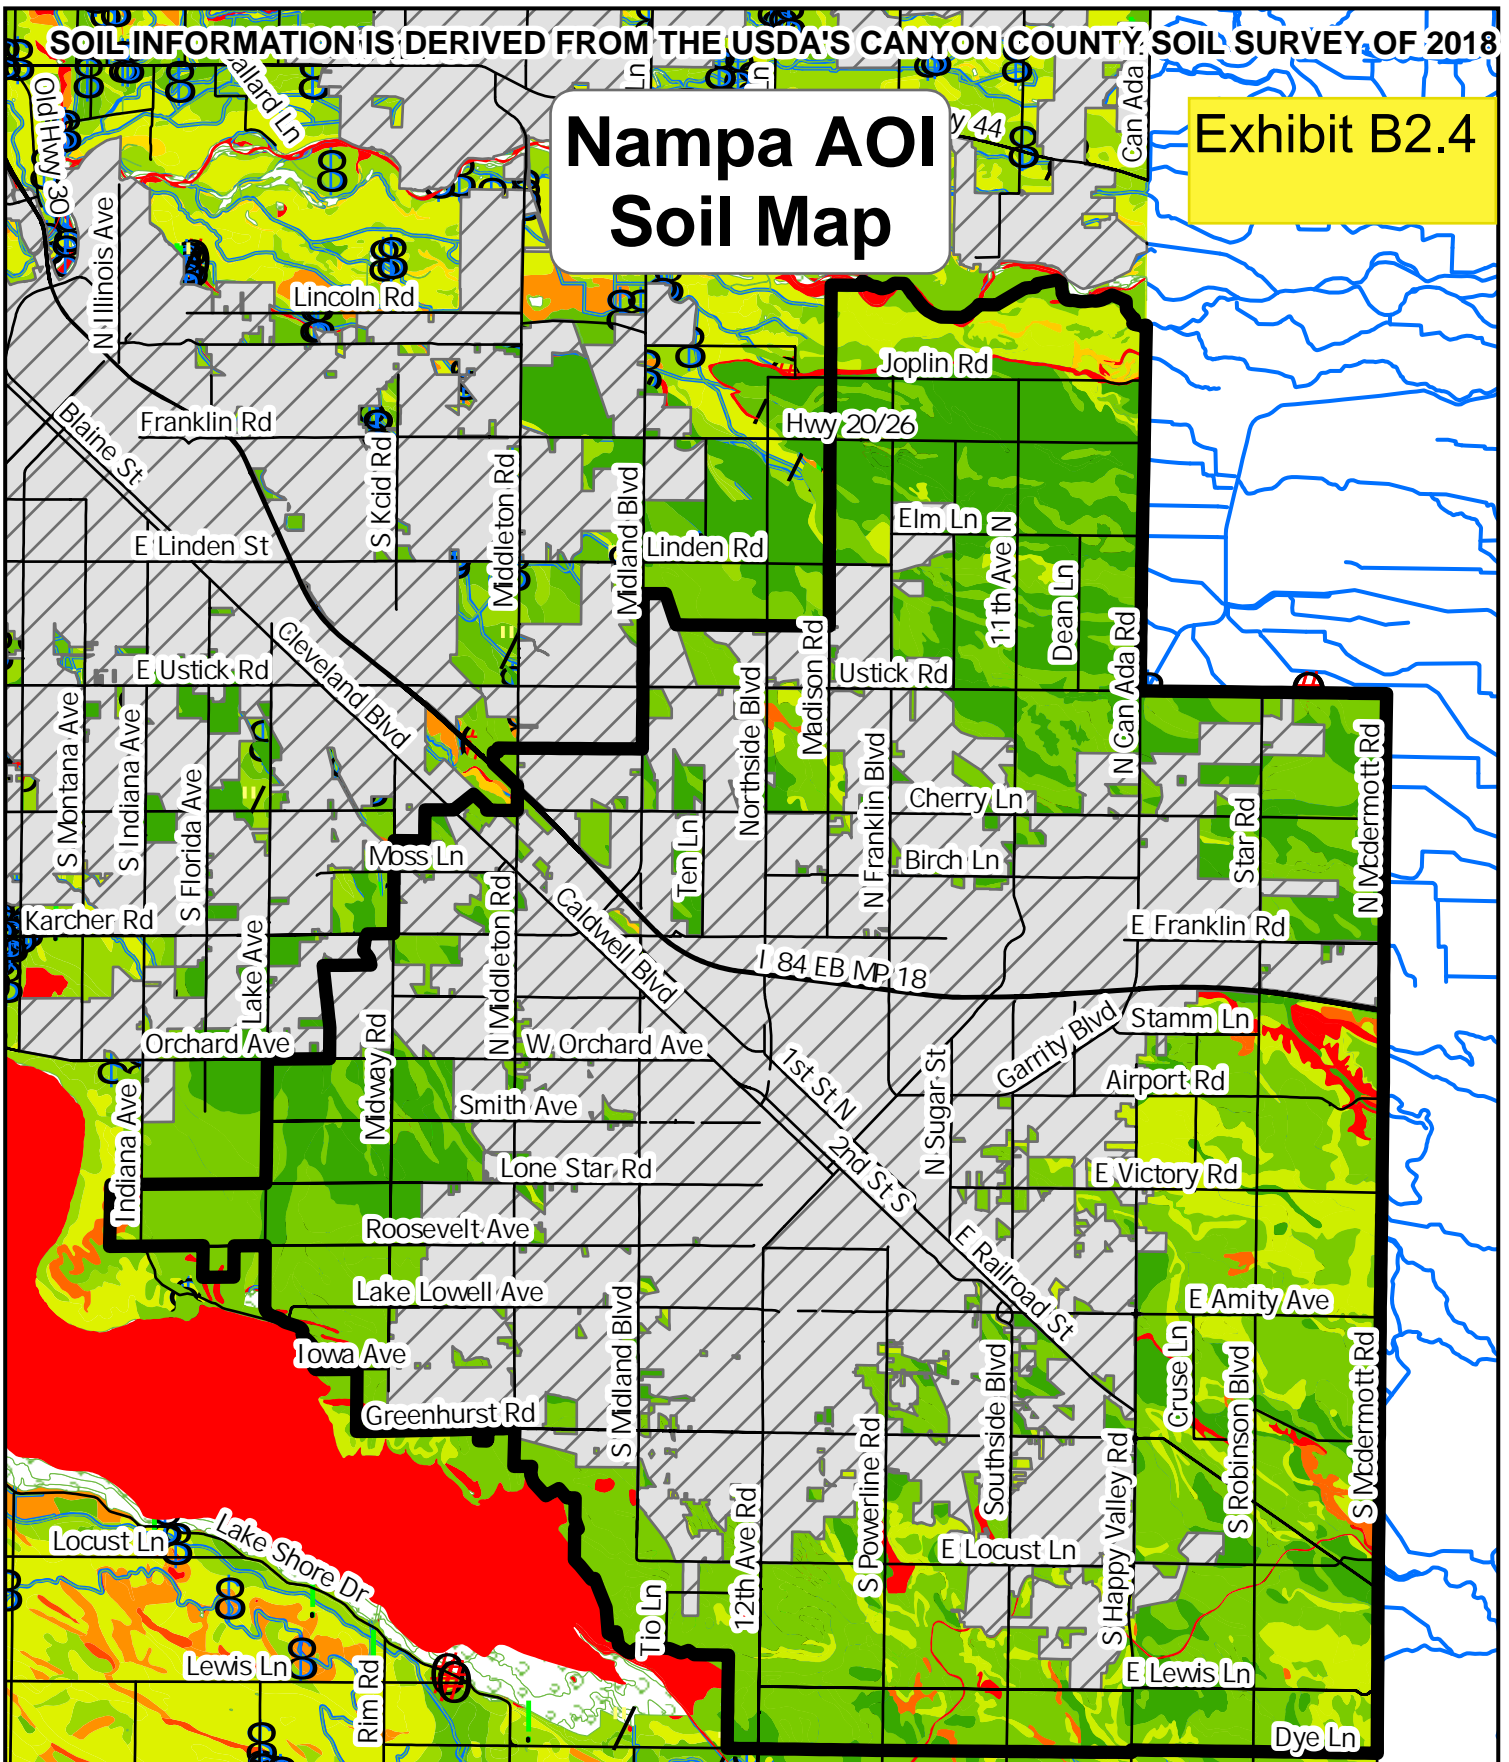 SOIL INFORMATION IS DERIVED FROM THE USDA'S CANYON COUNTY SOIL SURVEY OF 2018
Nampa AOI
Soil Map
Exhibit B2.4
Old Hwy 30
allard Ln
Ln
Ln
y 44
Can Ada
N Illinois Ave
Lincoln Rd
Joplin Rd
Blaine St
Franklin Rd
S Kcid Rd
Middleton Rd
Midland Blvd
Hwy 20/26
E Linden St
Linden Rd
Elm Ln
11th Ave N
Dean Ln
N Can Ada Rd
Cleveland Blvd
E Ustick Rd
Northside Blvd
Madison Rd
Ustick Rd
S Montana Ave
S Indiana Ave
S Florida Ave
N Franklin Blvd
Cherry Ln
Star Rd
N Mcdermott Rd
Moss Ln
Ten Ln
Birch Ln
Karcher Rd
Lake Ave
N Middleton Rd
Caldwell Blvd
E Franklin Rd
I 84 EB MP 18
Orchard Ave
Midway Rd
W Orchard Ave
1st St N
N Sugar St
Garrity Blvd
Stamm Ln
Airport Rd
Indiana Ave
Smith Ave
Lone Star Rd
2nd St S
E Victory Rd
Roosevelt Ave
E Railroad St
Lake Lowell Ave
S Midland Blvd
E Amity Ave
Iowa Ave
Cruse Ln
S Robinson Blvd
S Mcdermott Rd
Greenhurst Rd
S Powerline Rd
Southside Blvd
S Happy Valley Rd
Locust Ln
Lake Shore Dr
12th Ave Rd
E Locust Ln
Tio Ln
Lewis Ln
Rim Rd
E Lewis Ln
Dye Ln